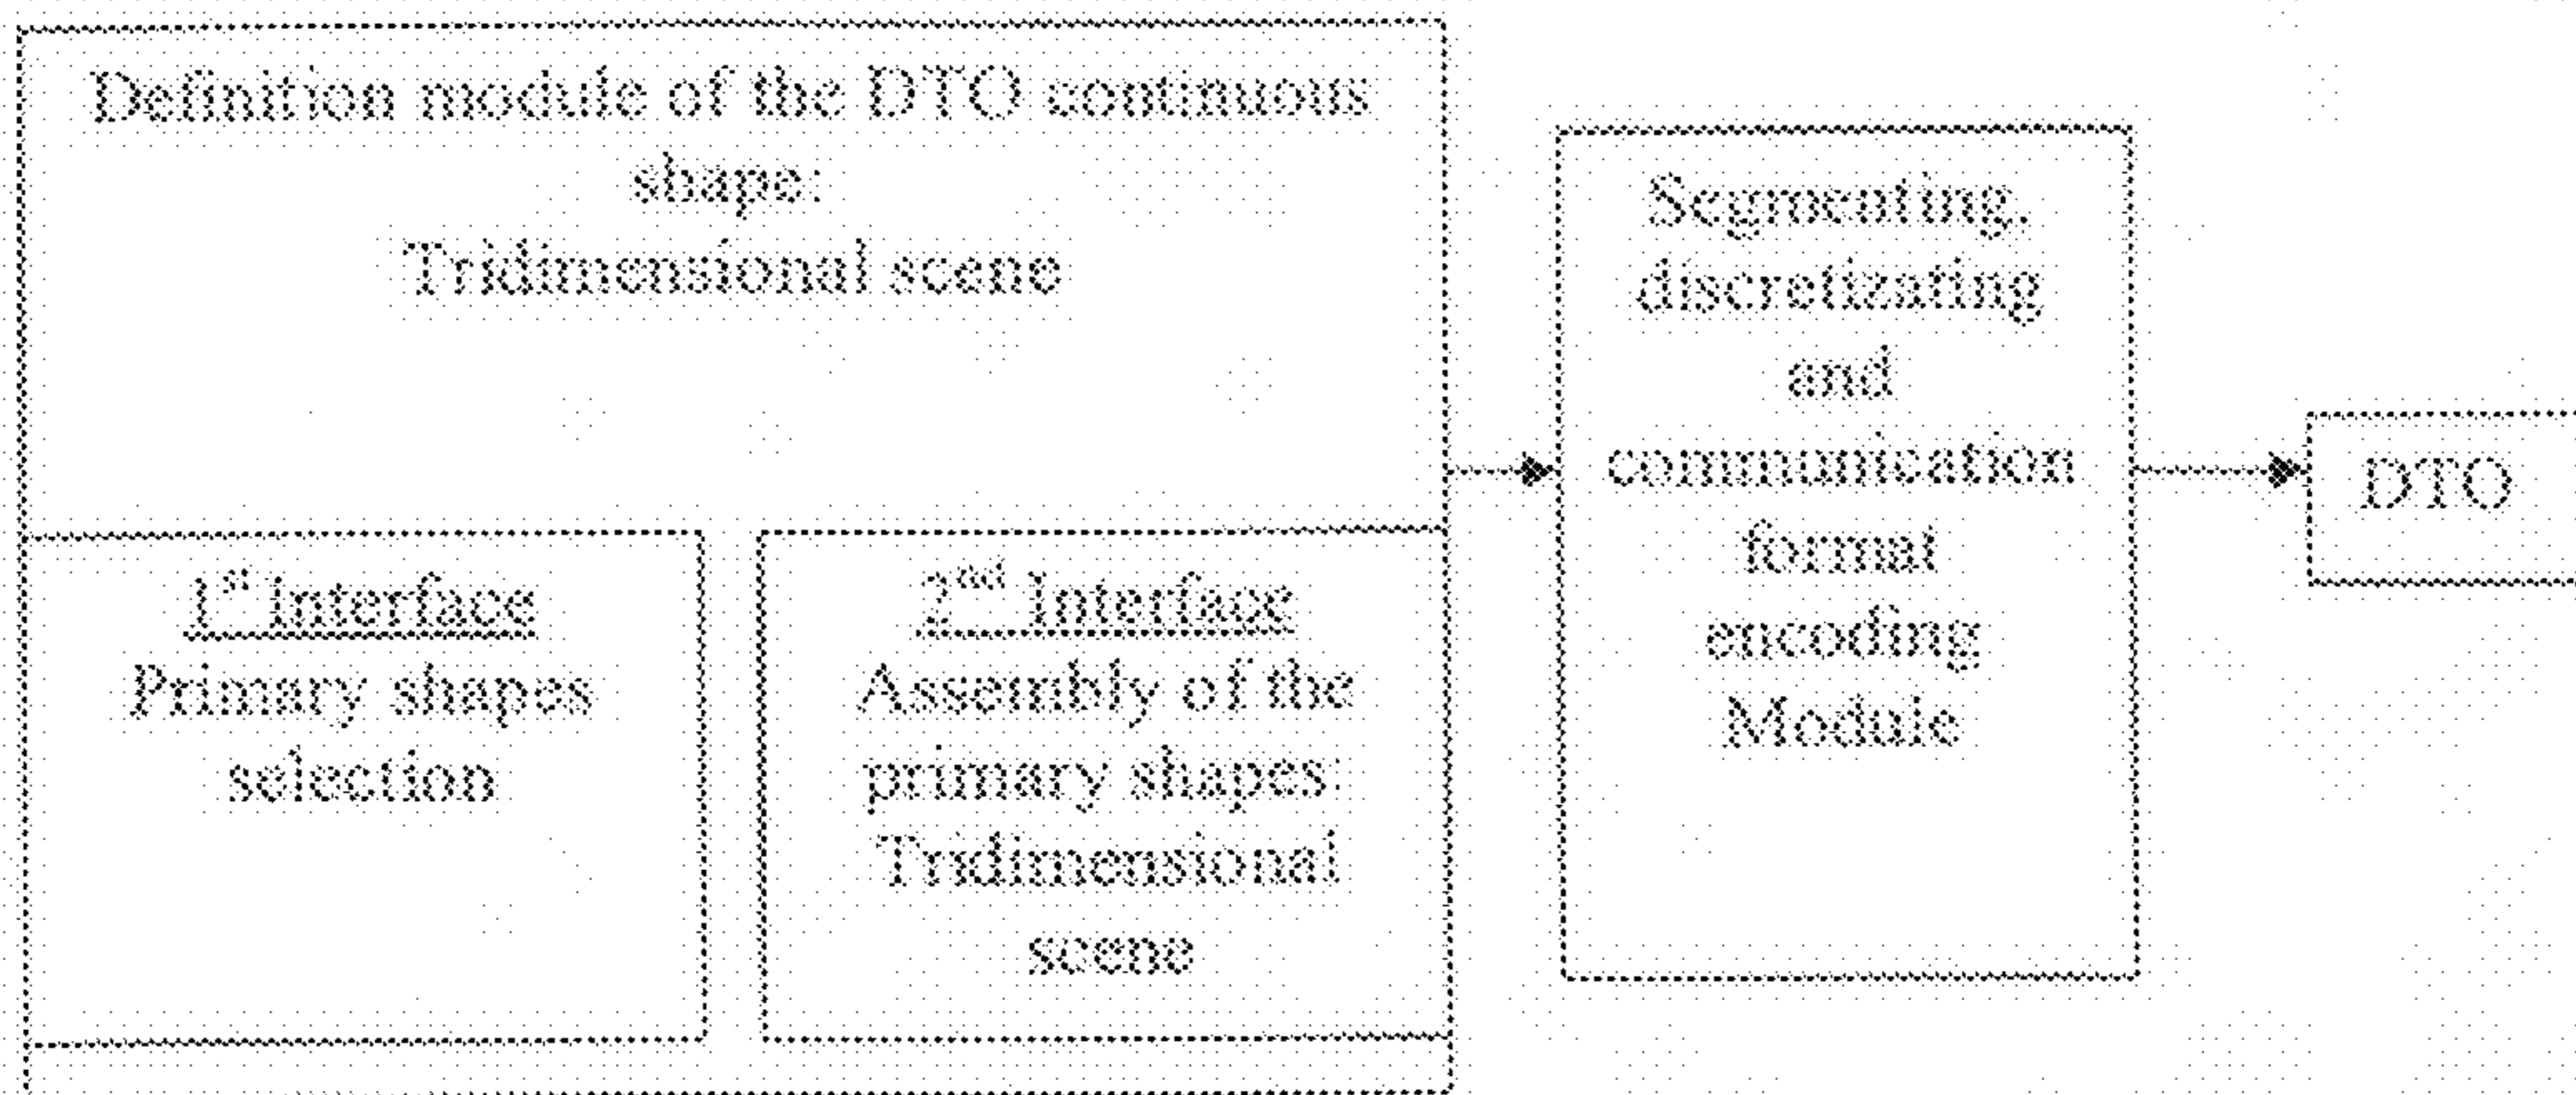 Definition module of the DTO continuous
shape:
Tridimensional scene
1st Interface
Primary shapes
selection
2nd Interface
Assembly of the
primary shapes:
Tridimensional
scene
Segmenting,
discretizating
and
communication
format
encoding
Module
DTO